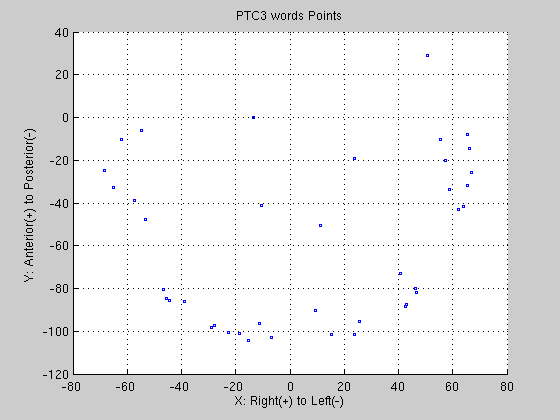 PTC3 words Points
Y: Anterior(+) to Posterior(-)
40
20
0
-20
-40
-60
-80
-100
-120
-80 -60 -40 -20 0 20 40 60 80
X: Right(+) to Left(-)